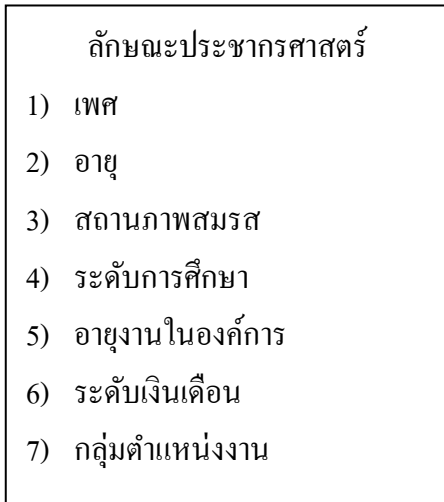 ลักษณะประชากรศาสตร์
1) เพศ
2) อายุ
3) สถานภาพสมรส
4) ระดับการศึกษา
5) อายุงานในองค์การ
6) ระดับเงินเดือน
7) กลุ่มตำแหน่งงาน